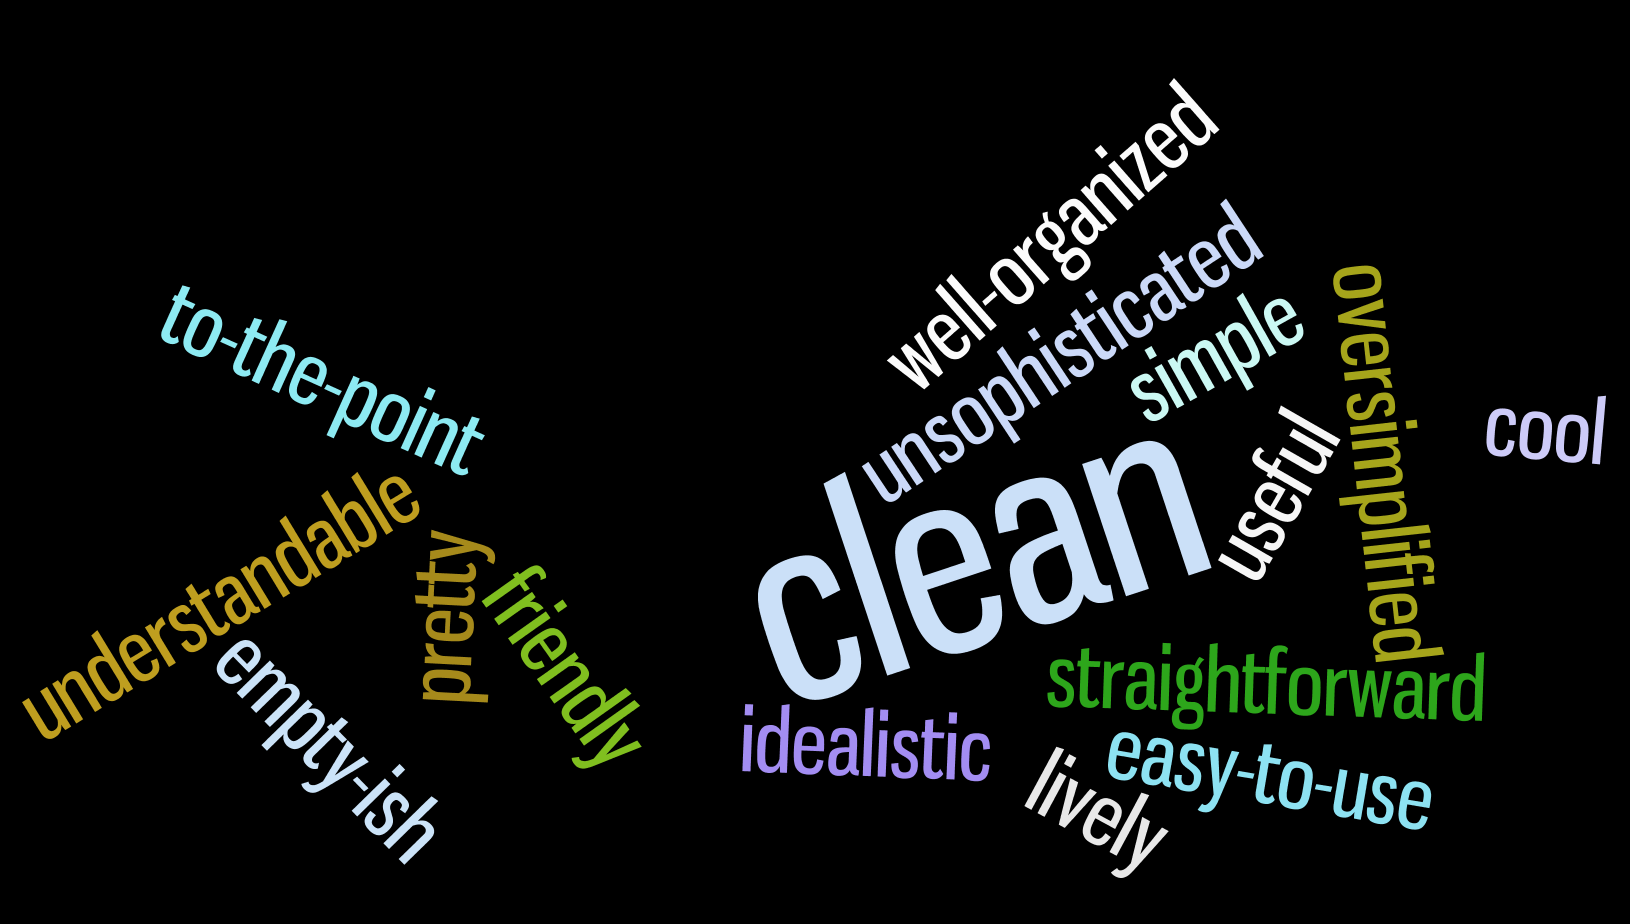 well-organized
unsophisticated
simple
oversimplified
to-the-point
cool
clean
useful
understandable
pretty
friendly
empty-ish
straightforward
idealistic
easy-to-use
lively